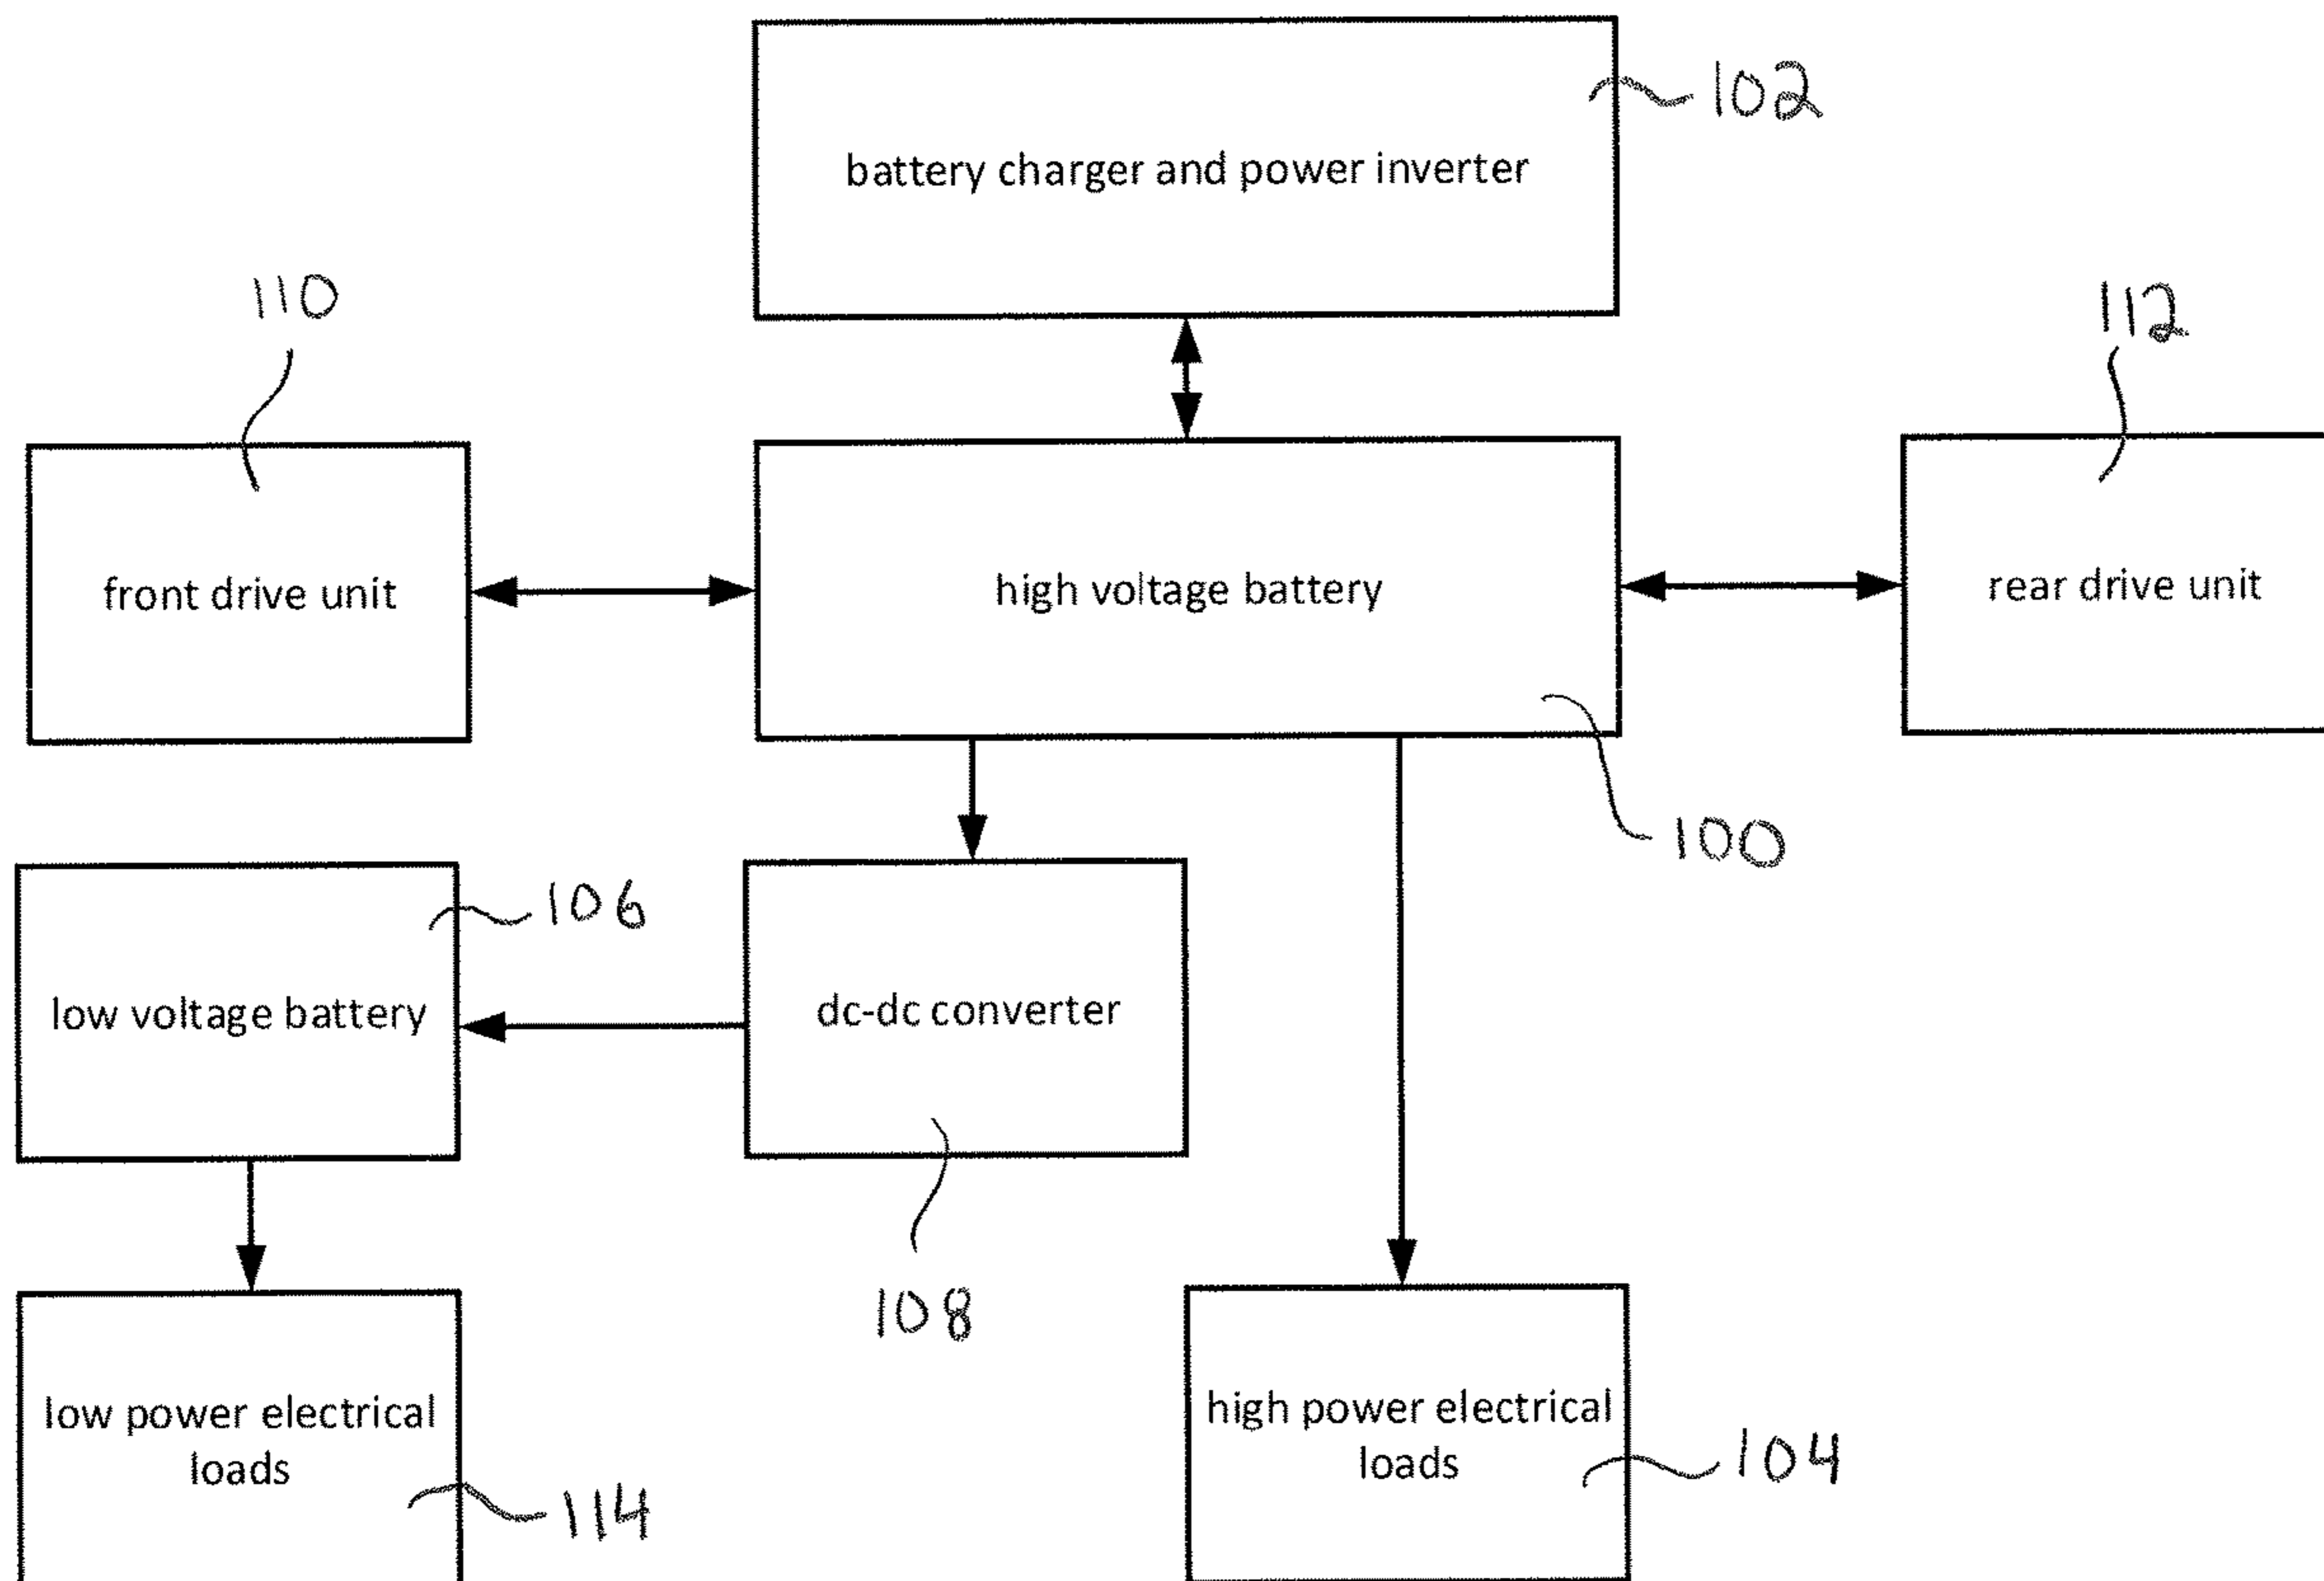 102
battery charger and power inverter
110
112
front drive unit
high voltage battery
rear drive unit
100
106
low voltage battery
dc-dc converter
108
low power electrical
loads
high power electrical
loads
104
114